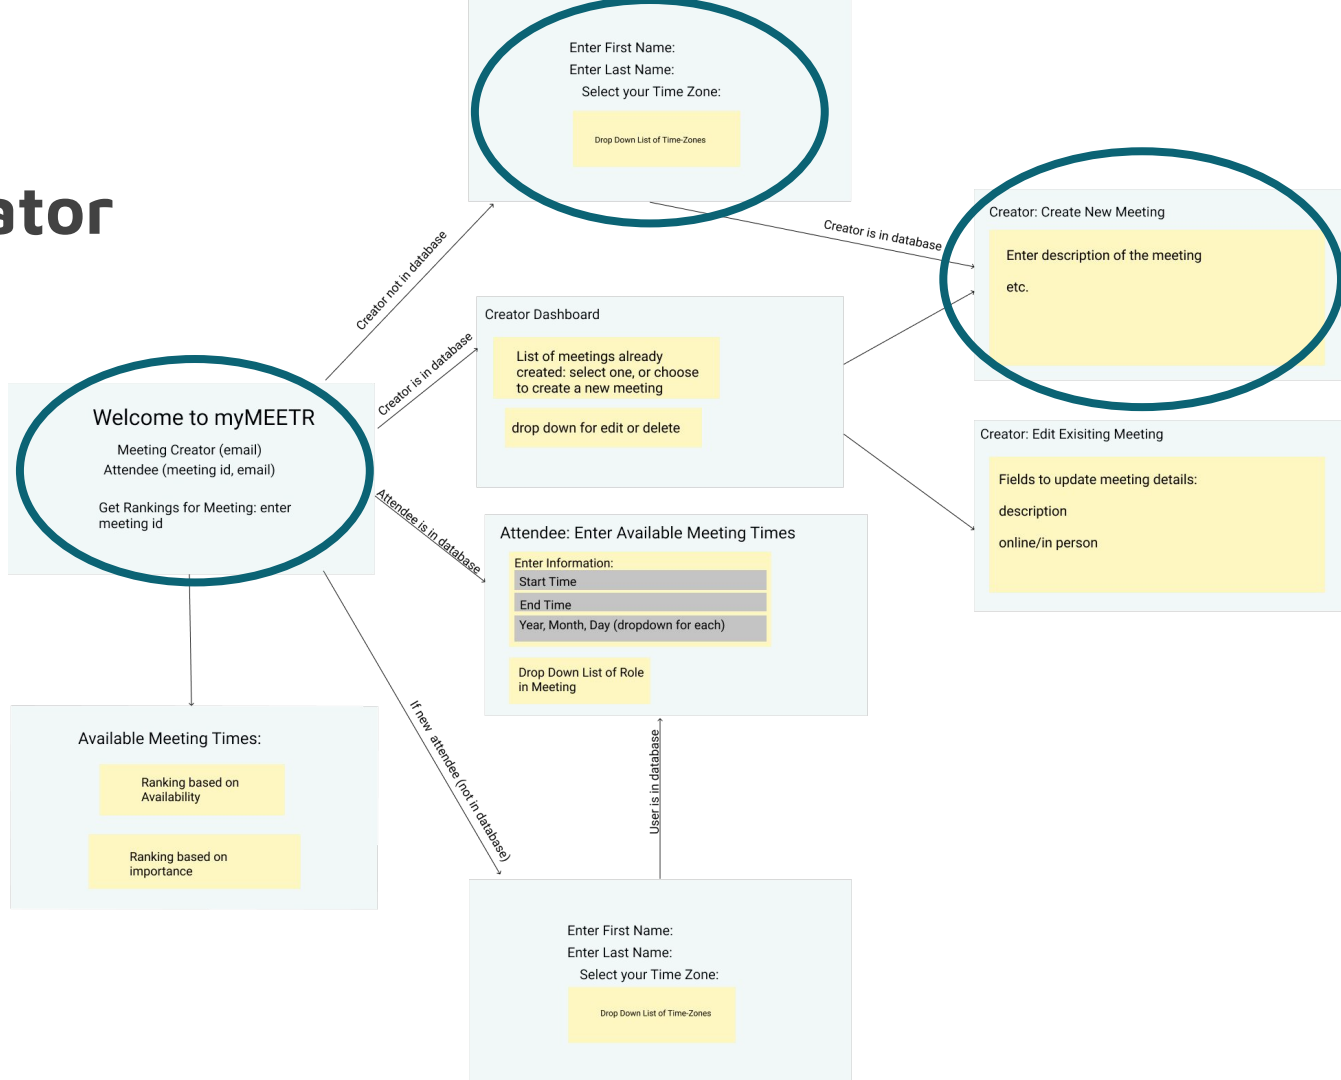 ator
Enter First Name:
Enter Last Name:
Select your Time Zone:
Drop Down List of Time-Zones
Creator not in database
Creator is in database
Creator: Create New Meeting
Enter description of the meeting
etc.
Creator is in database
Creator Dashboard
List of meetings already
created: select one, or choose
to create a new meeting
drop down for edit or delete
Welcome to myMEETR
Meeting Creator (email)
Attendee (meeting id, email)
Get Rankings for Meeting: enter
meeting id
Creator: Edit Exisiting Meeting
Fields to update meeting details:
description
online/in person
Attendee is in database
Attendee: Enter Available Meeting Times
Enter Information:
Start Time
End Time
Year, Month, Day (dropdown for each)
Drop Down List of Role
in Meeting
Available Meeting Times:
Ranking based on
Availability
Ranking based on
importance
If new attendee (not in database)
User is in database
Enter First Name:
Enter Last Name:
Select your Time Zone:
Drop Down List of Time-Zones